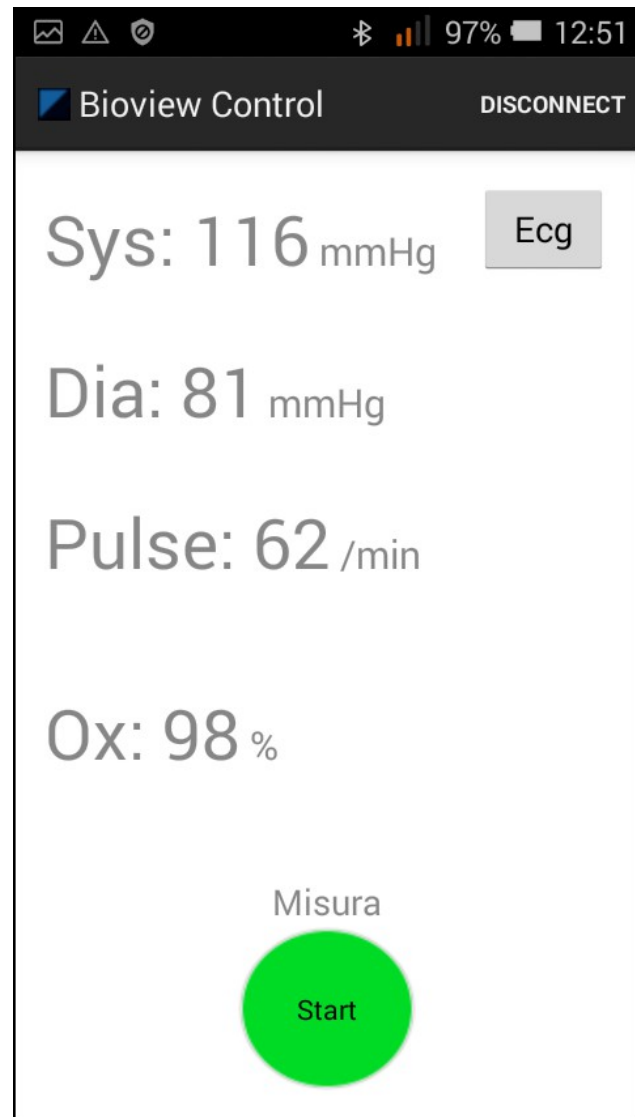 97% 12:51
Bioview Control DISCONNECT
Sys: 116 mmHg Ecg
Dia: 81 mmHg
Pulse: 62 /min
Ox: 98 %
Misura
Start